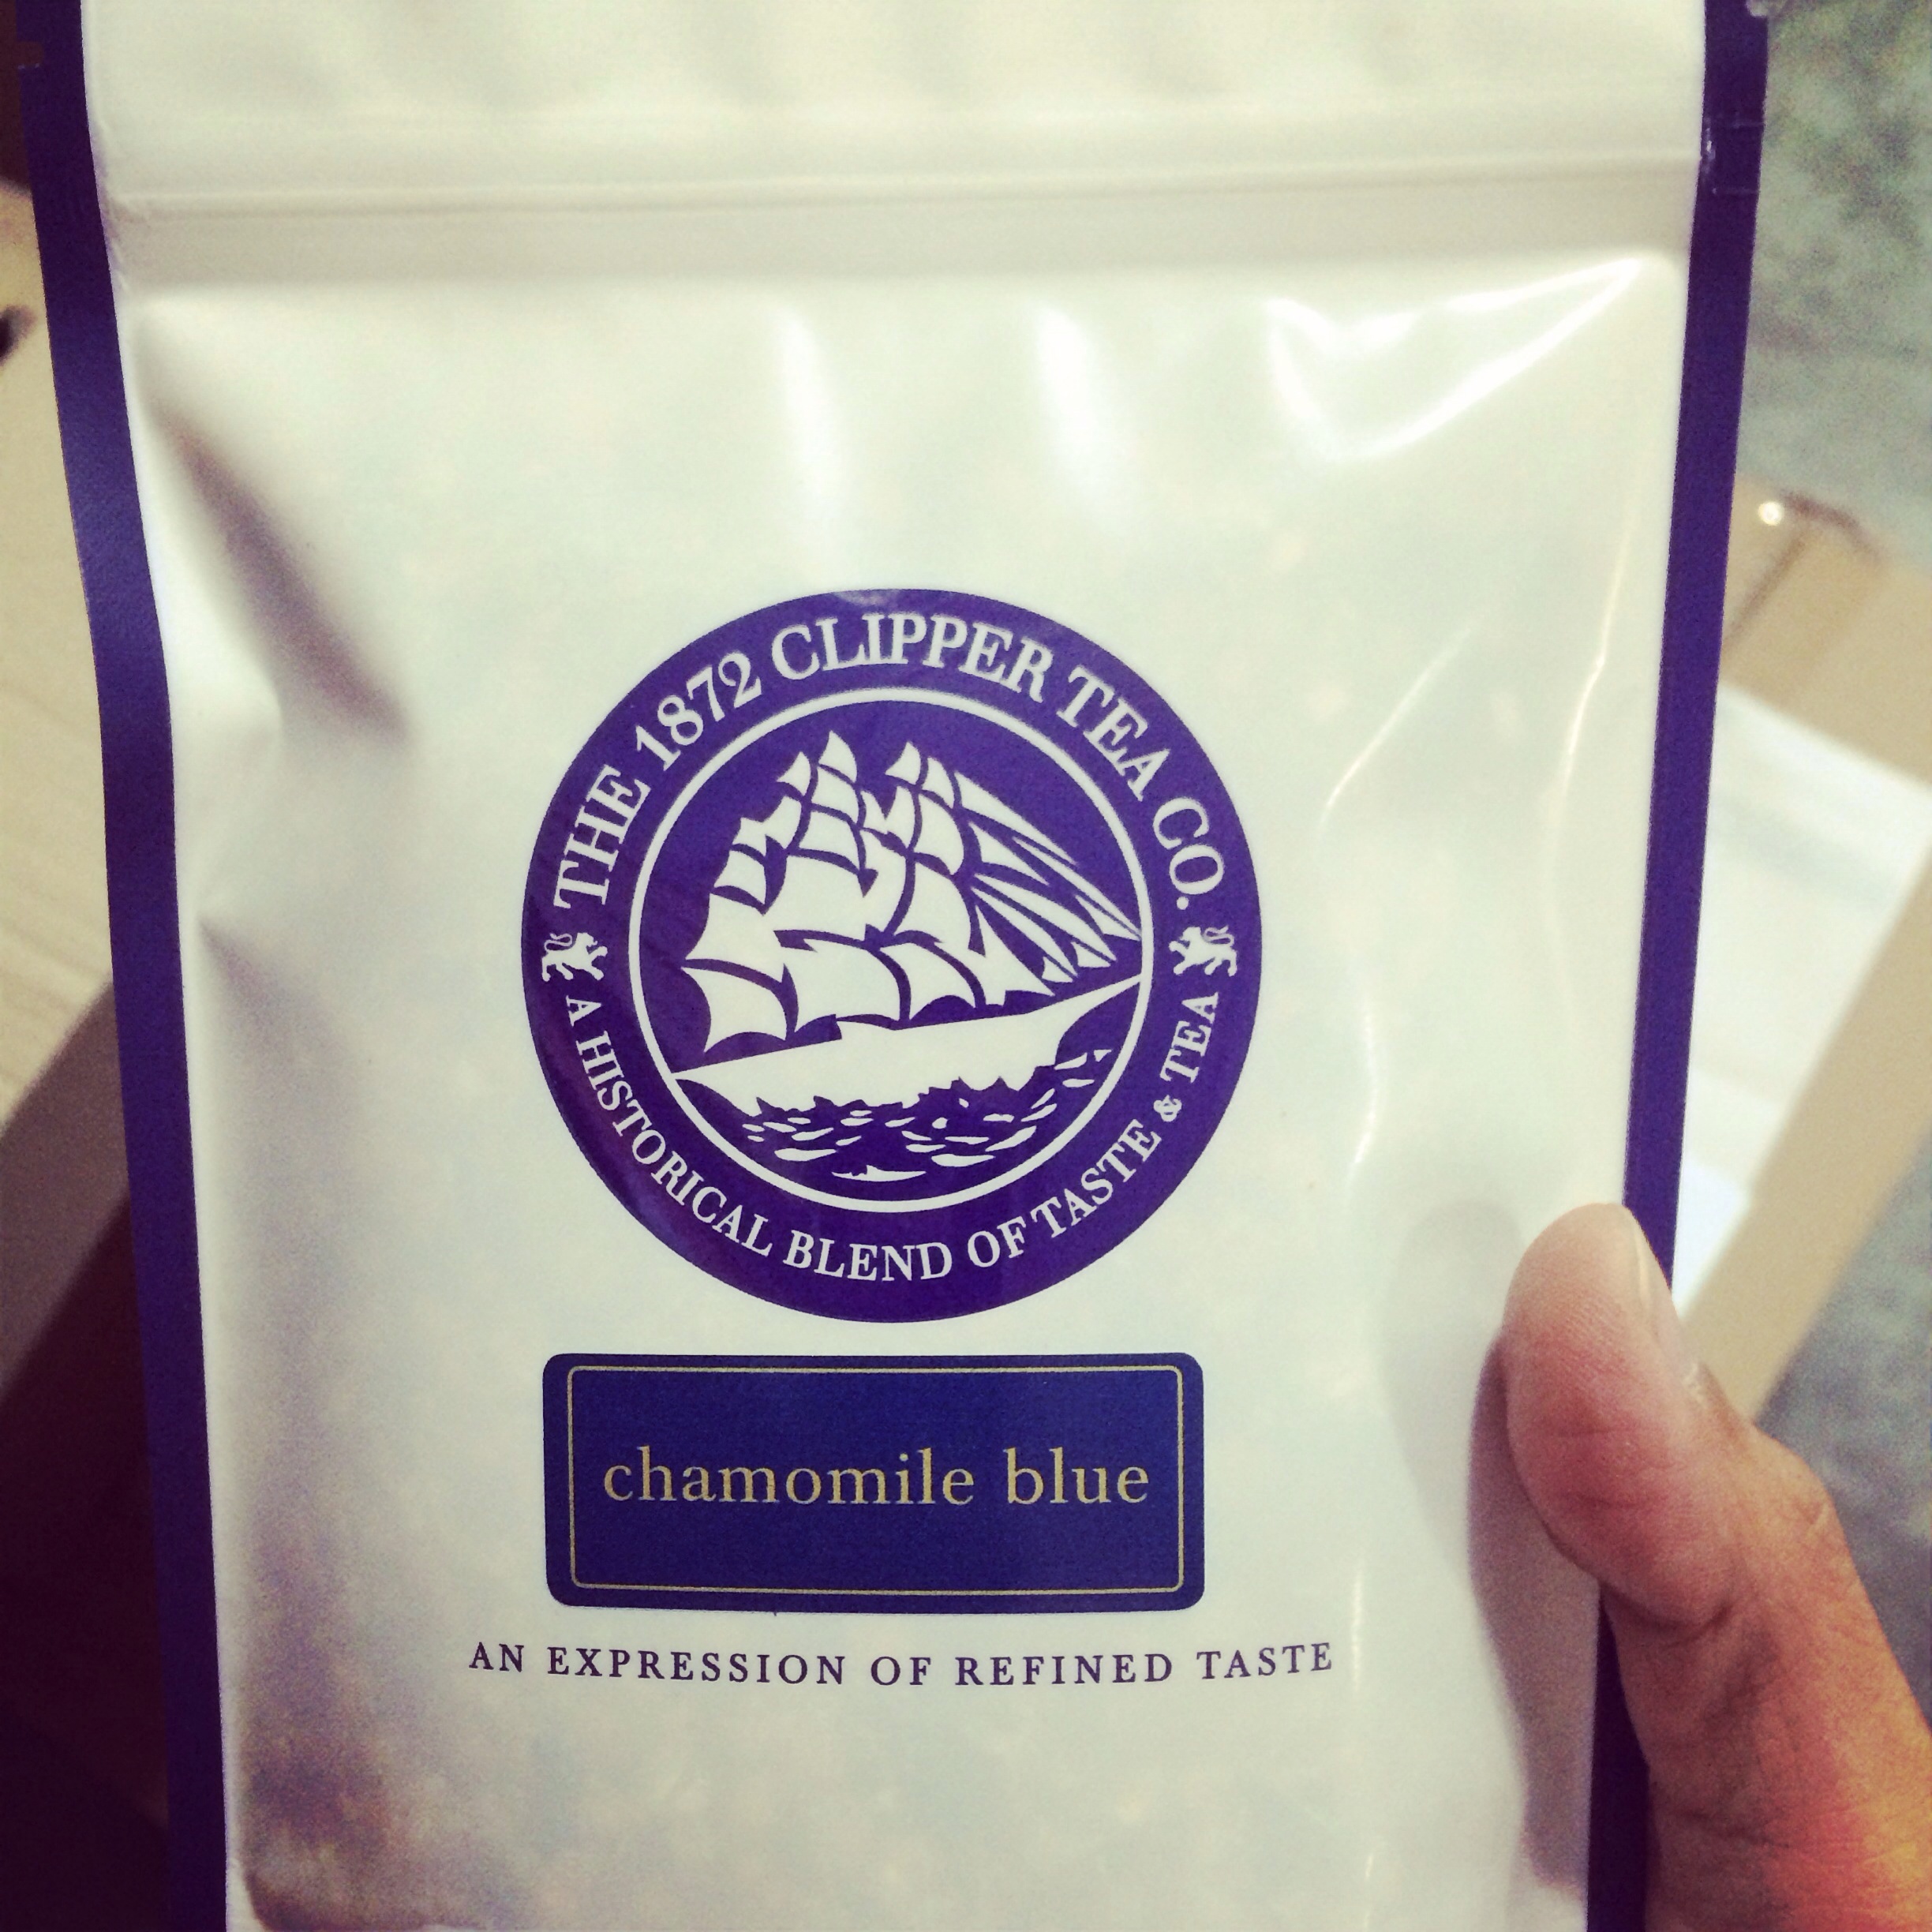 THE 1872 CLIPPER TEA CO.
A HISTORICAL BLEND OF TASTE & TEA
chamomile blue
AN EXPRESSION OF REFINED TASTE